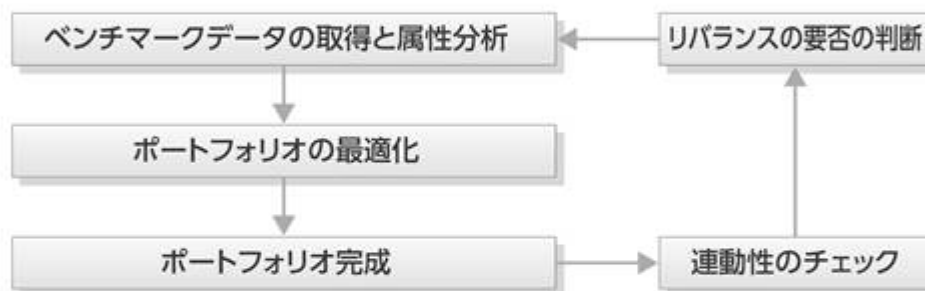 ベンチマークデータの取得と属性分析
リバランスの要否の判断
ポートフォリオの最適化
ポートフォリオ完成
連動性のチェック